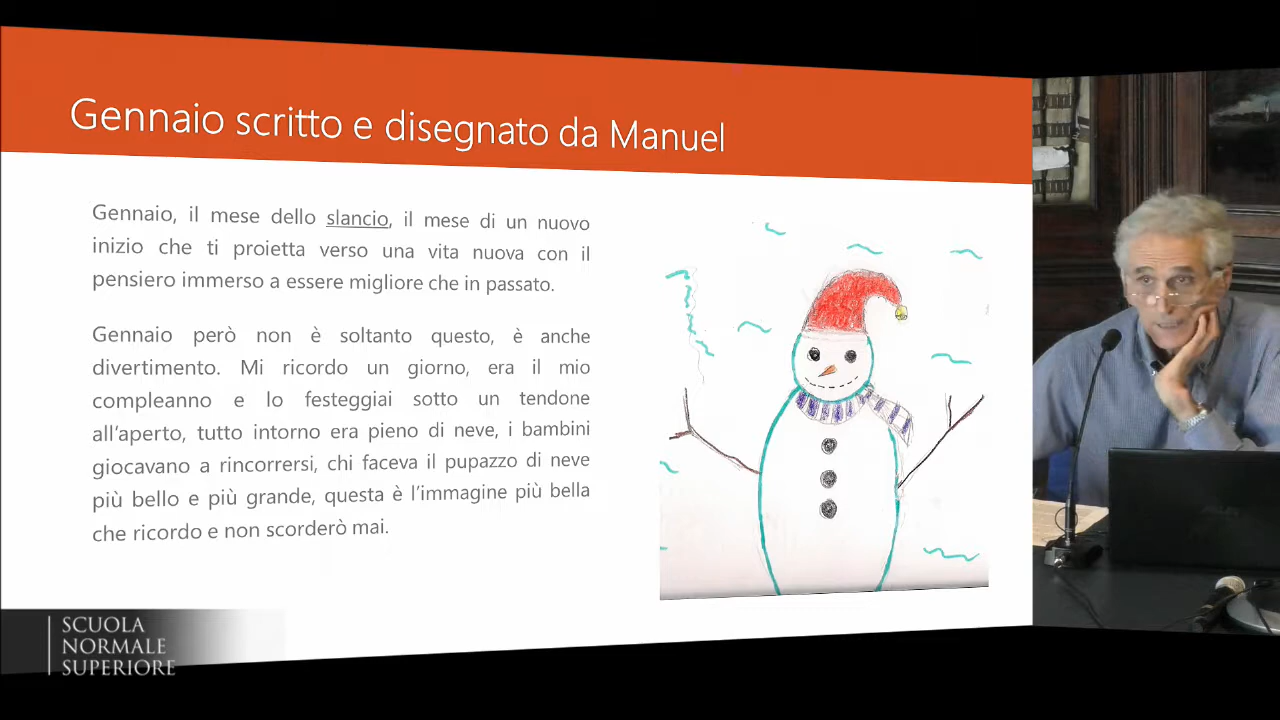 Gennaio scritto e disegnato da Manuel
Gennaio, il mese dello slancio, il mese di un nuovo
inizio che ti proietta verso una vita nuova con il
pensiero immerso a essere migliore che in passato.
Gennaio però non è soltanto questo, è anche
divertimento. Mi ricordo un giorno, era il mio
compleanno e lo festeggiai sotto un tendone
all'aperto, tutto intorno era pieno di neve, i bambini
giocavano a rincorrersi, chi faceva il pupazzo di neve
più bello e più grande, questa è l'immagine più bella
che ricordo e non scorderò mai.
SCUOLA
NORMALE
SUPERIORE